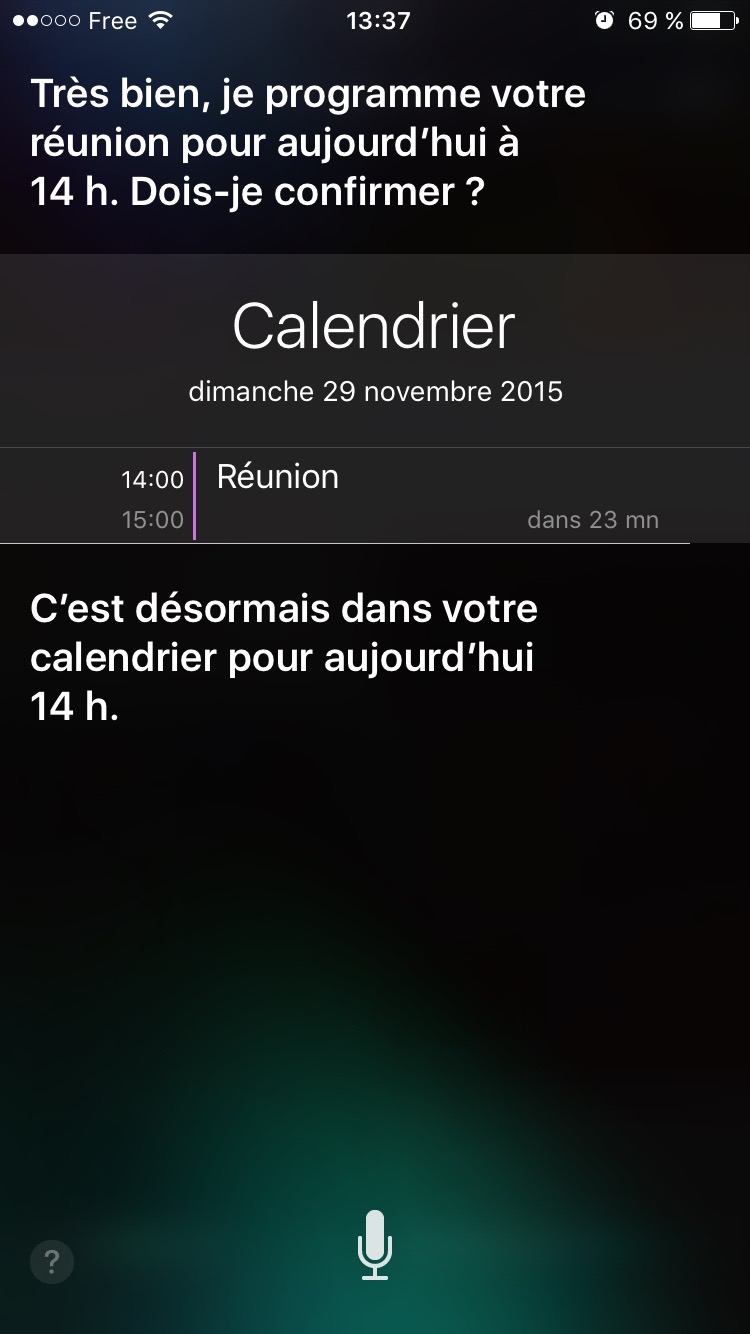 Free 13:37 69 %
Très bien, je programme votre
réunion pour aujourd’hui à
14 h. Dois-je confirmer ?
Calendrier
dimanche 29 novembre 2015
14:00 Réunion
15:00 dans 23 mn
C’est désormais dans votre
calendrier pour aujourd’hui
14 h.
?